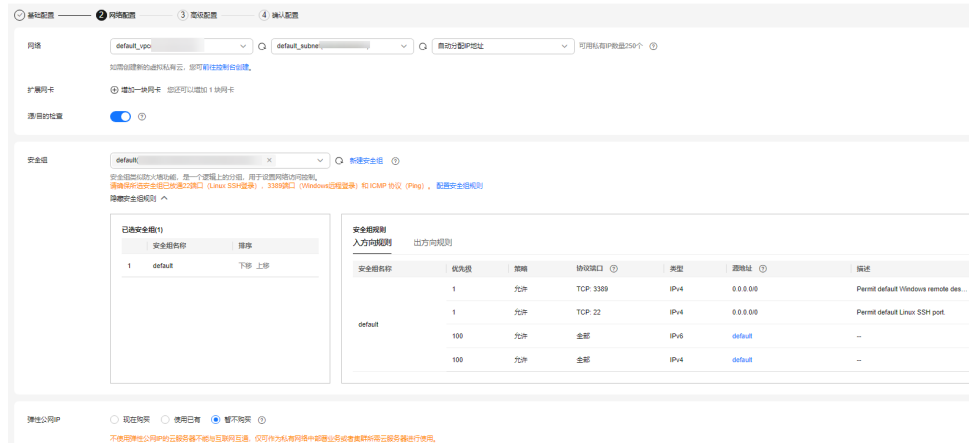 基础配置 2 网络配置 3 高级配置 4 确认配置
网络 default_vpc default_subnet 自动分配IP地址 可用私有IP数量250个
如需创建新的虚拟私有云，您可前往控制台创建。
扩展网卡 增加一块网卡 您还可以增加 1 块网卡
源/目的检查
安全组 default( 新建安全组
安全组类似防火墙功能，是一个逻辑上的分组，用于设置网络访问控制。
请确保所选安全组已放通22端口（Linux SSH登录），3389端口（Windows远程登录）和 ICMP 协议（Ping）。 配置安全组规则
隐藏安全组规则
已选安全组(1)
安全组名称 排序
1 default 下移 上移
安全组规则
入方向规则 出方向规则
安全组名称 优先级 策略 协议端口 类型 源地址 描述
default
1 允许 TCP: 3389 IPv4 0.0.0.0/0 Permit default Windows remote des...
1 允许 TCP: 22 IPv4 0.0.0.0/0 Permit default Linux SSH port.
100 允许 全部 IPv6 default --
100 允许 全部 IPv4 default --
弹性公网IP 现在购买 使用已有 暂不购买
不使用弹性公网IP的云服务器不能与互联网互通，仅可作为私有网络中部署业务或者集群所需云服务器进行使用。